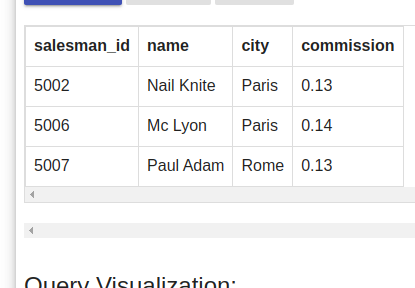 salesman_id name city commission
5002 Nail Knite Paris 0.13
5006 Mc Lyon Paris 0.14
5007 Paul Adam Rome 0.13
Query Visualization: